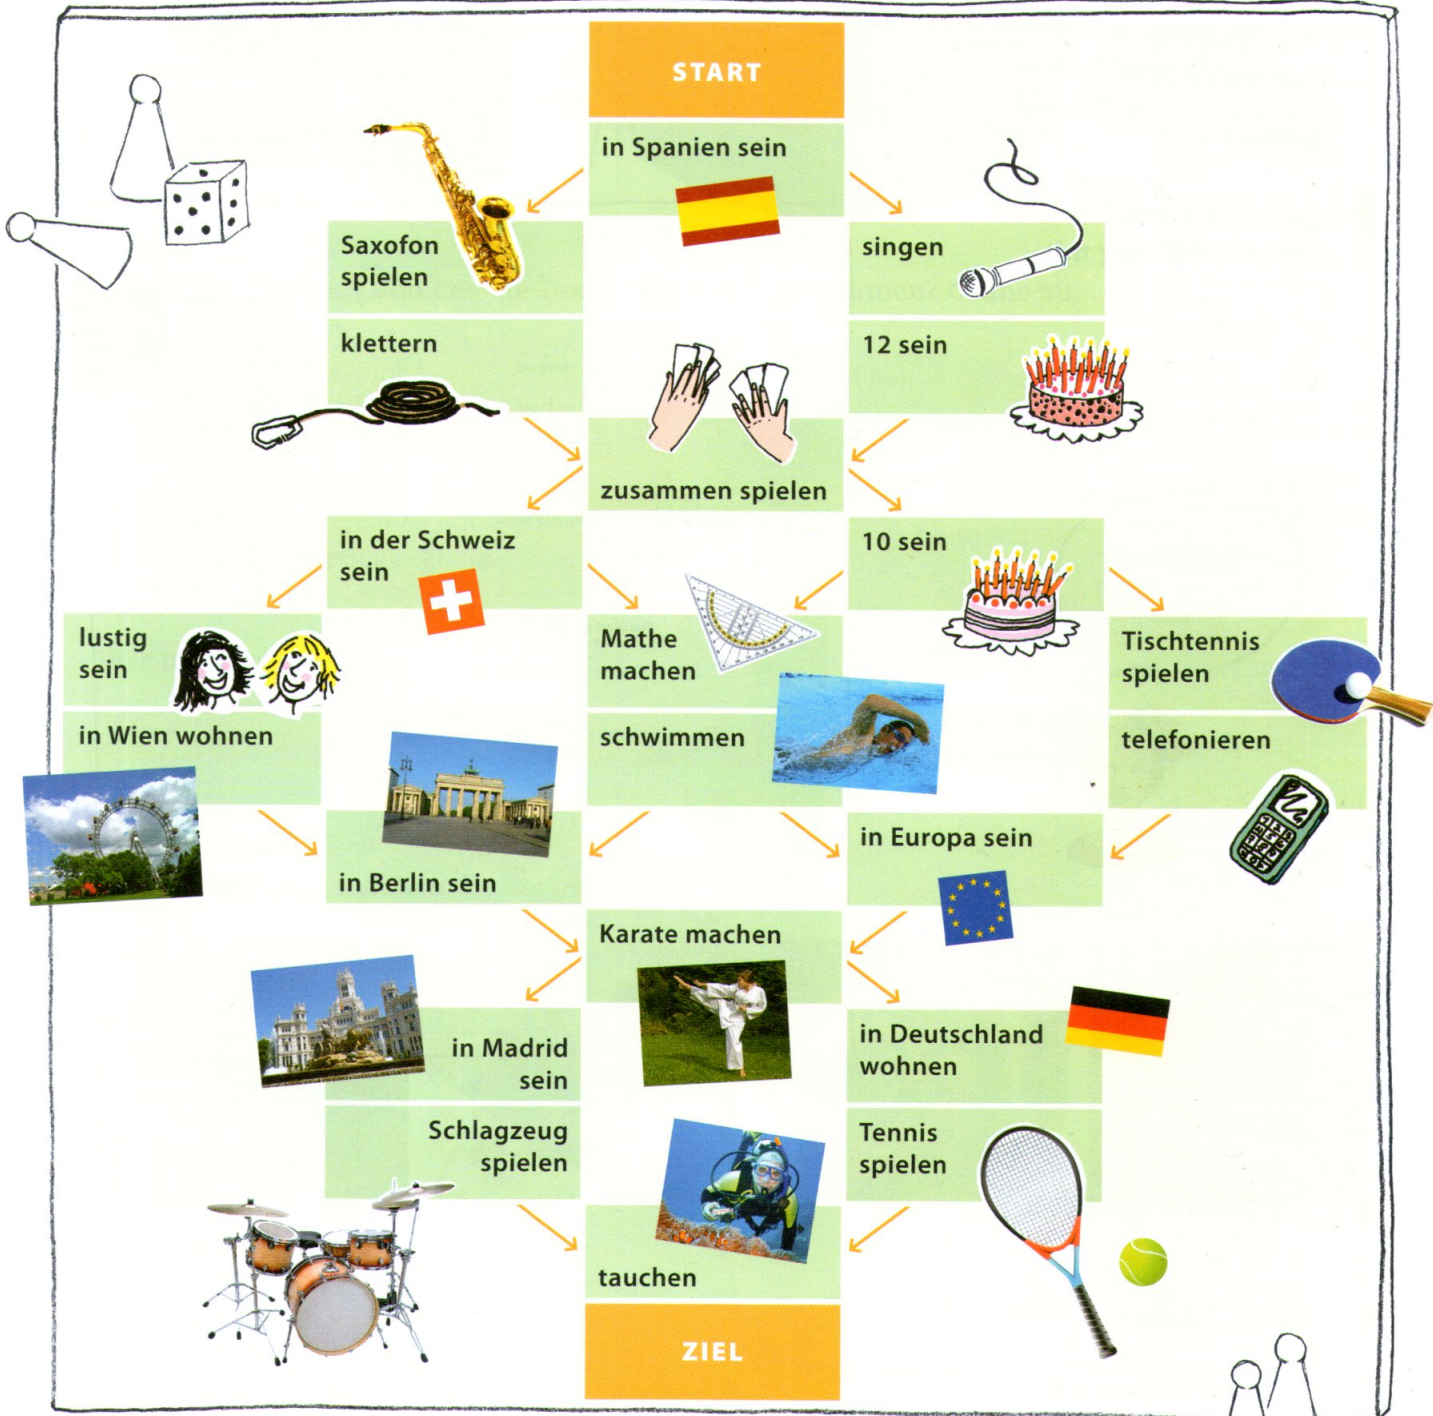 START
in Spanien sein
Saxofon
spielen
singen
klettern
12 sein
zusammen spielen
in der Schweiz
sein
10 sein
lustig
sein
Mathe
machen
Tischtennis
spielen
in Wien wohnen
schwimmen
telefonieren
in Berlin sein
in Europa sein
Karate machen
in Madrid
sein
in Deutschland
wohnen
Schlagzeug
spielen
Tennis
spielen
tauchen
ZIEL